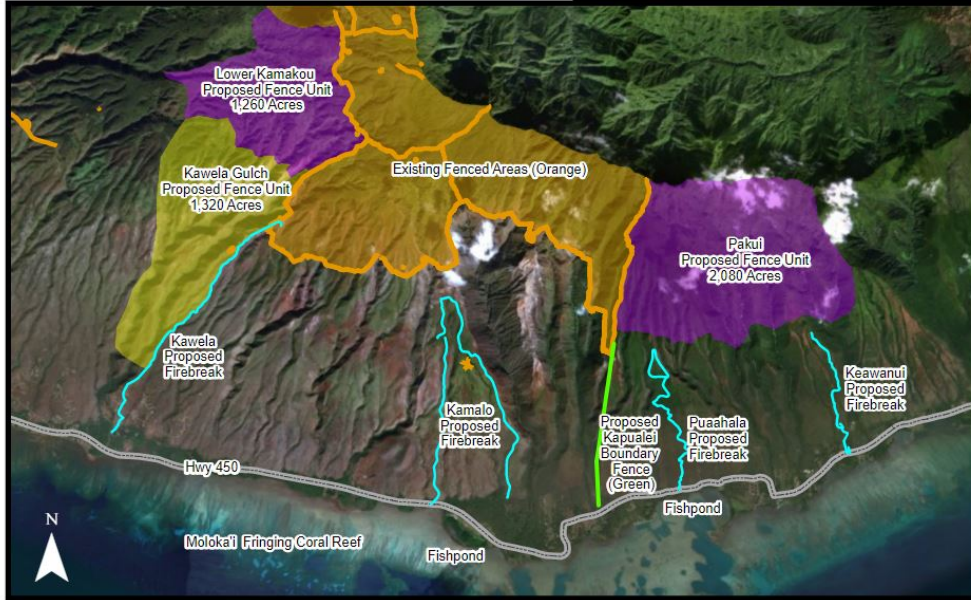 Lower Kamakou
Proposed Fence Unit
1,260 Acres
Existing Fenced Areas (Orange)
Kawela Gulch
Proposed Fence Unit
1,320 Acres
Pakui
Proposed Fence Unit
2,080 Acres
Kawela
Proposed
Firebreak
Keawanui
Proposed
Firebreak
Kamalo
Proposed
Firebreak
Proposed
Kapualei
Boundary
Fence
(Green)
Puaahala
Proposed
Firebreak
Hwy 450
Fishpond
N
Moloka'i Fringing Coral Reef
Fishpond